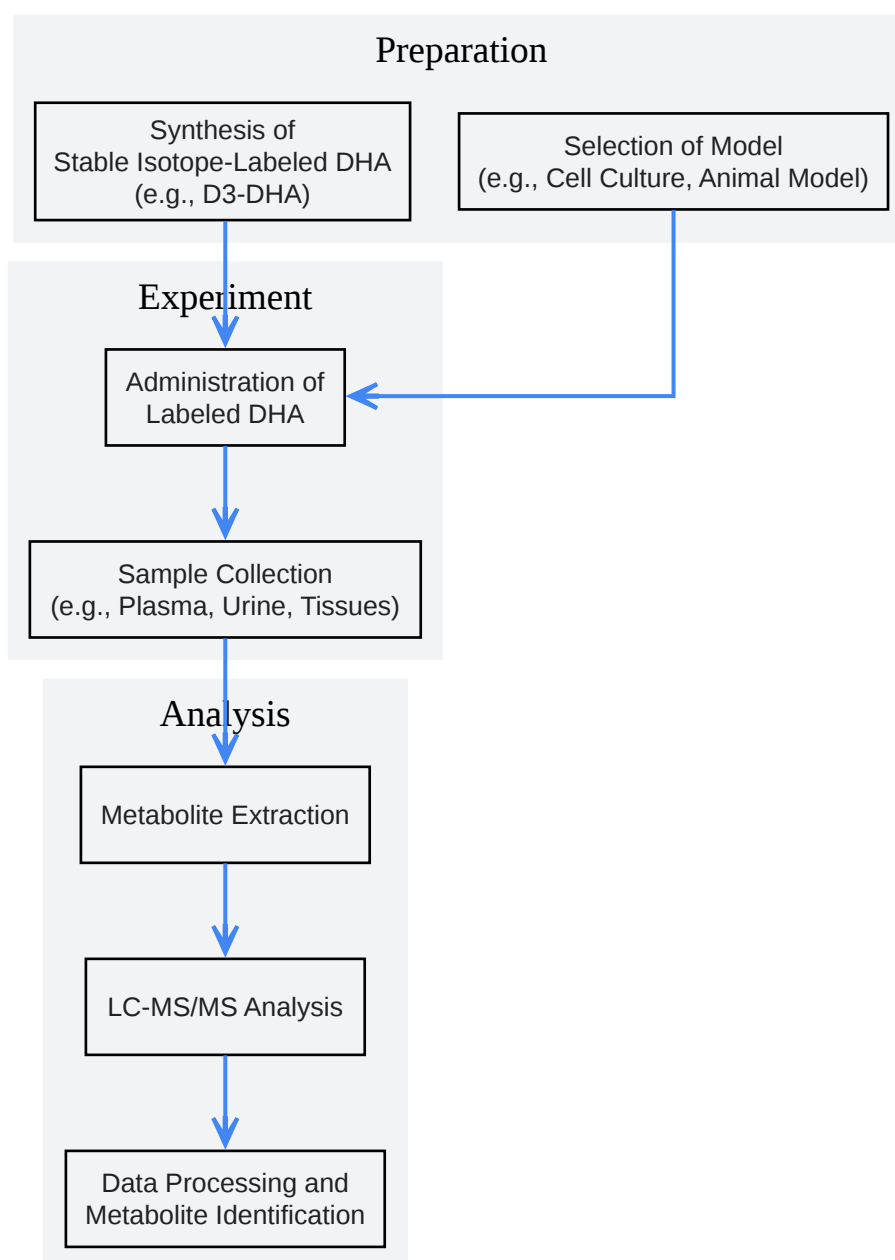 Preparation
Synthesis of
Stable Isotope-Labeled DHA
(e.g., D3-DHA)
Selection of Model
(e.g., Cell Culture, Animal Model)
Experiment
Administration of
Labeled DHA
Sample Collection
(e.g., Plasma, Urine, Tissues)
Analysis
Metabolite Extraction
LC-MS/MS Analysis
Data Processing and
Metabolite Identification